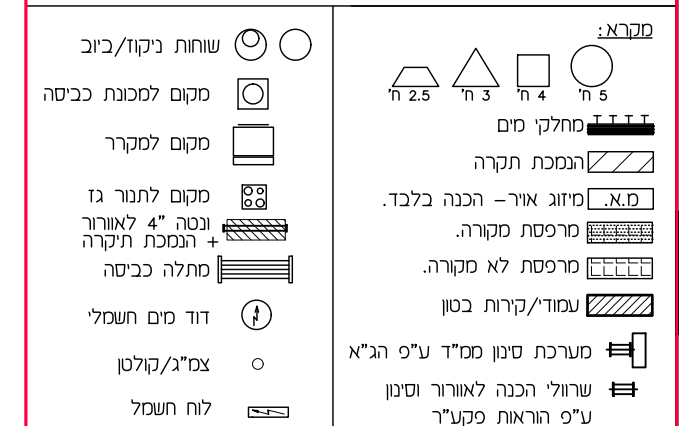 מקרא:
5 ח' 4 ח' 3 ח' 2.5 ח'
מחלקי מים
הנמכת תקרה
מ.א. מיזוג אויר– הכנה בלבד.
מרפסת מקורה.
מרפסת לא מקורה.
עמודי/קירות בטון
מערכת סינון ממ"ד ע"פ הג"א
שרוולי הכנה לאוורור וסינון
ע"פ הוראות פקע"ר
שוחות ניקוז/ביוב
מקום למכונת כביסה
מקום למקרר
מקום לתנור גז
ונטה "4 לאוורור
+ הנמכת תיקרה
מתלה כביסה
דוד מים חשמלי
צמ"ג/קולטן
לוח חשמל